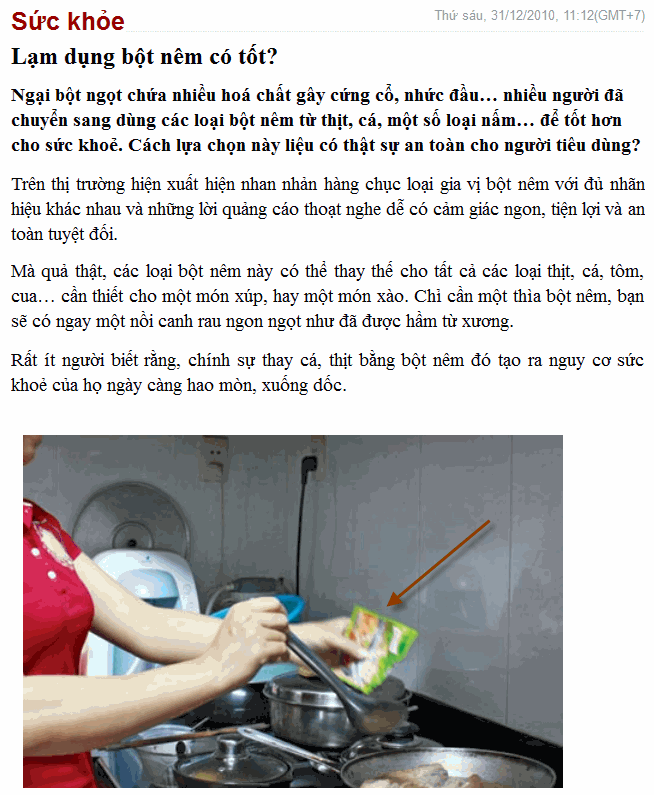 Sức khỏe
Thứ sáu, 31/12/2010, 11:12(GMT+7)
Lạm dụng bột nêm có tốt?
Ngại bột ngọt chứa nhiều hoá chất gây cứng cổ, nhức đầu… nhiều người đã
chuyển sang dùng các loại bột nêm từ thịt, cá, một số loại nấm… để tốt hơn
cho sức khoẻ. Cách lựa chọn này liệu có thật sự an toàn cho người tiêu dùng?
Trên thị trường hiện xuất hiện nhan nhản hàng chục loại gia vị bột nêm với đủ nhãn
hiệu khác nhau và những lời quảng cáo thoạt nghe dễ có cảm giác ngon, tiện lợi và an
toàn tuyệt đối.
Mà quả thật, các loại bột nêm này có thể thay thế cho tất cả các loại thịt, cá, tôm,
cua… cần thiết cho một món xúp, hay một món xào. Chỉ cần một thìa bột nêm, bạn
sẽ có ngay một nồi canh rau ngon ngọt như đã được hầm từ xương.
Rất ít người biết rằng, chính sự thay cá, thịt bằng bột nêm đó tạo ra nguy cơ sức
khoẻ của họ ngày càng hao mòn, xuống dốc.